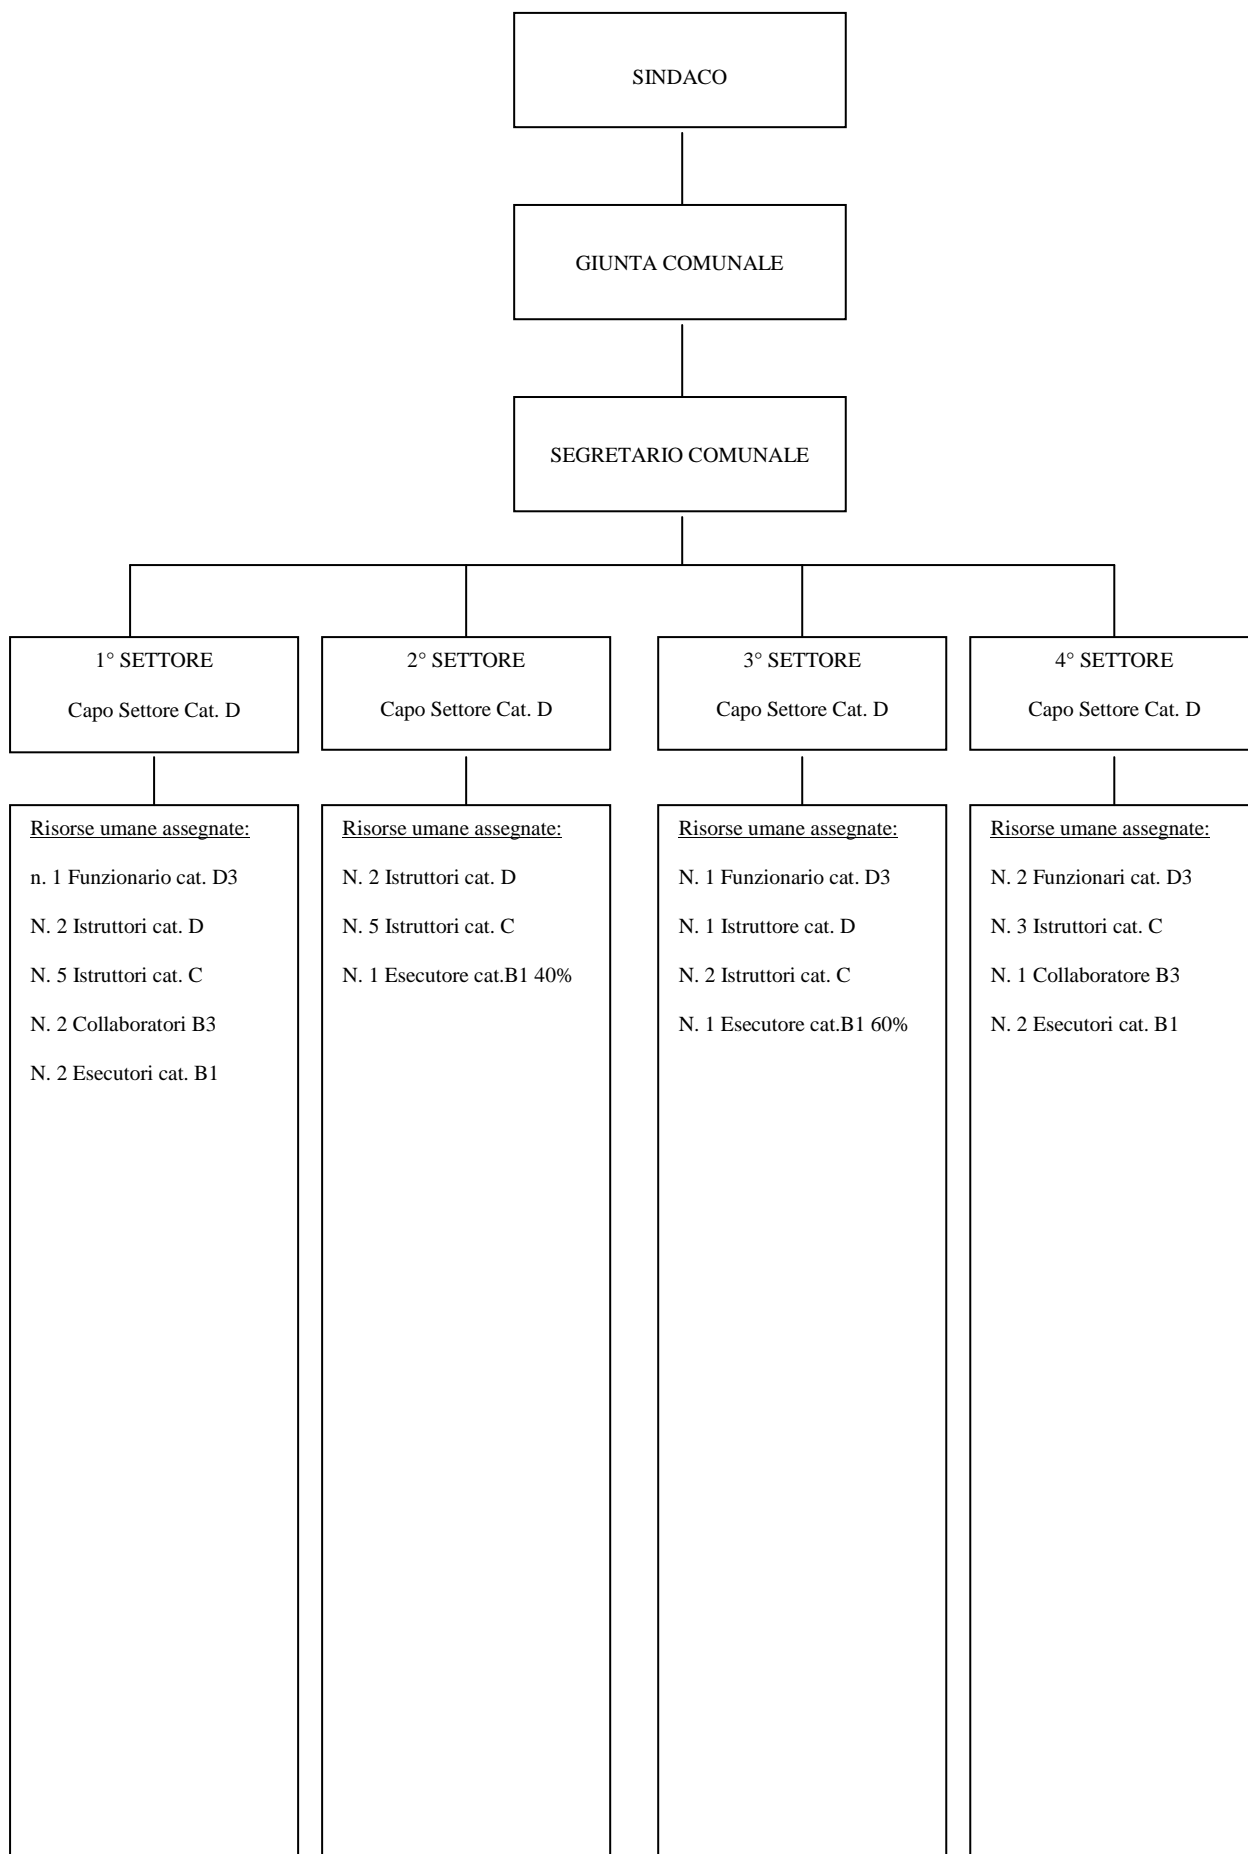 SINDACO
GIUNTA COMUNALE
SEGRETARIO COMUNALE
1° SETTORE
Capo Settore Cat. D
2° SETTORE
Capo Settore Cat. D
3° SETTORE
Capo Settore Cat. D
4° SETTORE
Capo Settore Cat. D
Risorse umane assegnate:
n. 1 Funzionario cat. D3
N. 2 Istruttori cat. D
N. 5 Istruttori cat. C
N. 2 Collaboratori B3
N. 2 Esecutori cat. B1
Risorse umane assegnate:
N. 2 Istruttori cat. D
N. 5 Istruttori cat. C
N. 1 Esecutore cat.B1 40%
Risorse umane assegnate:
N. 1 Funzionario cat. D3
N. 1 Istruttore cat. D
N. 2 Istruttori cat. C
N. 1 Esecutore cat.B1 60%
Risorse umane assegnate:
N. 2 Funzionari cat. D3
N. 3 Istruttori cat. C
N. 1 Collaboratore B3
N. 2 Esecutori cat. B1